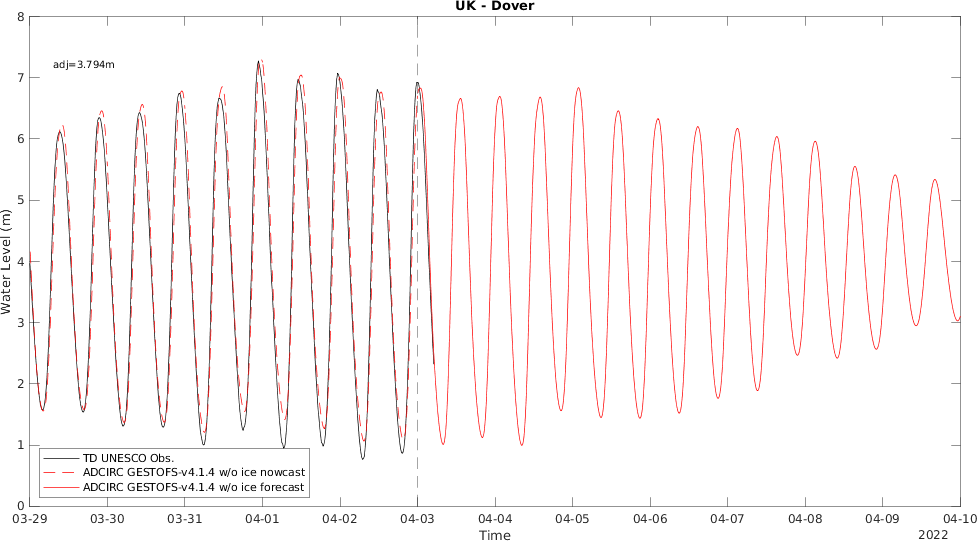 UK - Dover
8
7
6
5
4
3
2
1
0
Water Level (m)
adj=3.794m
TD UNESCO Obs.
ADCIRC GESTOFS-v4.1.4 w/o ice nowcast
ADCIRC GESTOFS-v4.1.4 w/o ice forecast
03-29 03-30 03-31 04-01 04-02 04-03 04-04 04-05 04-06 04-07 04-08 04-09 04-10
Time
2022